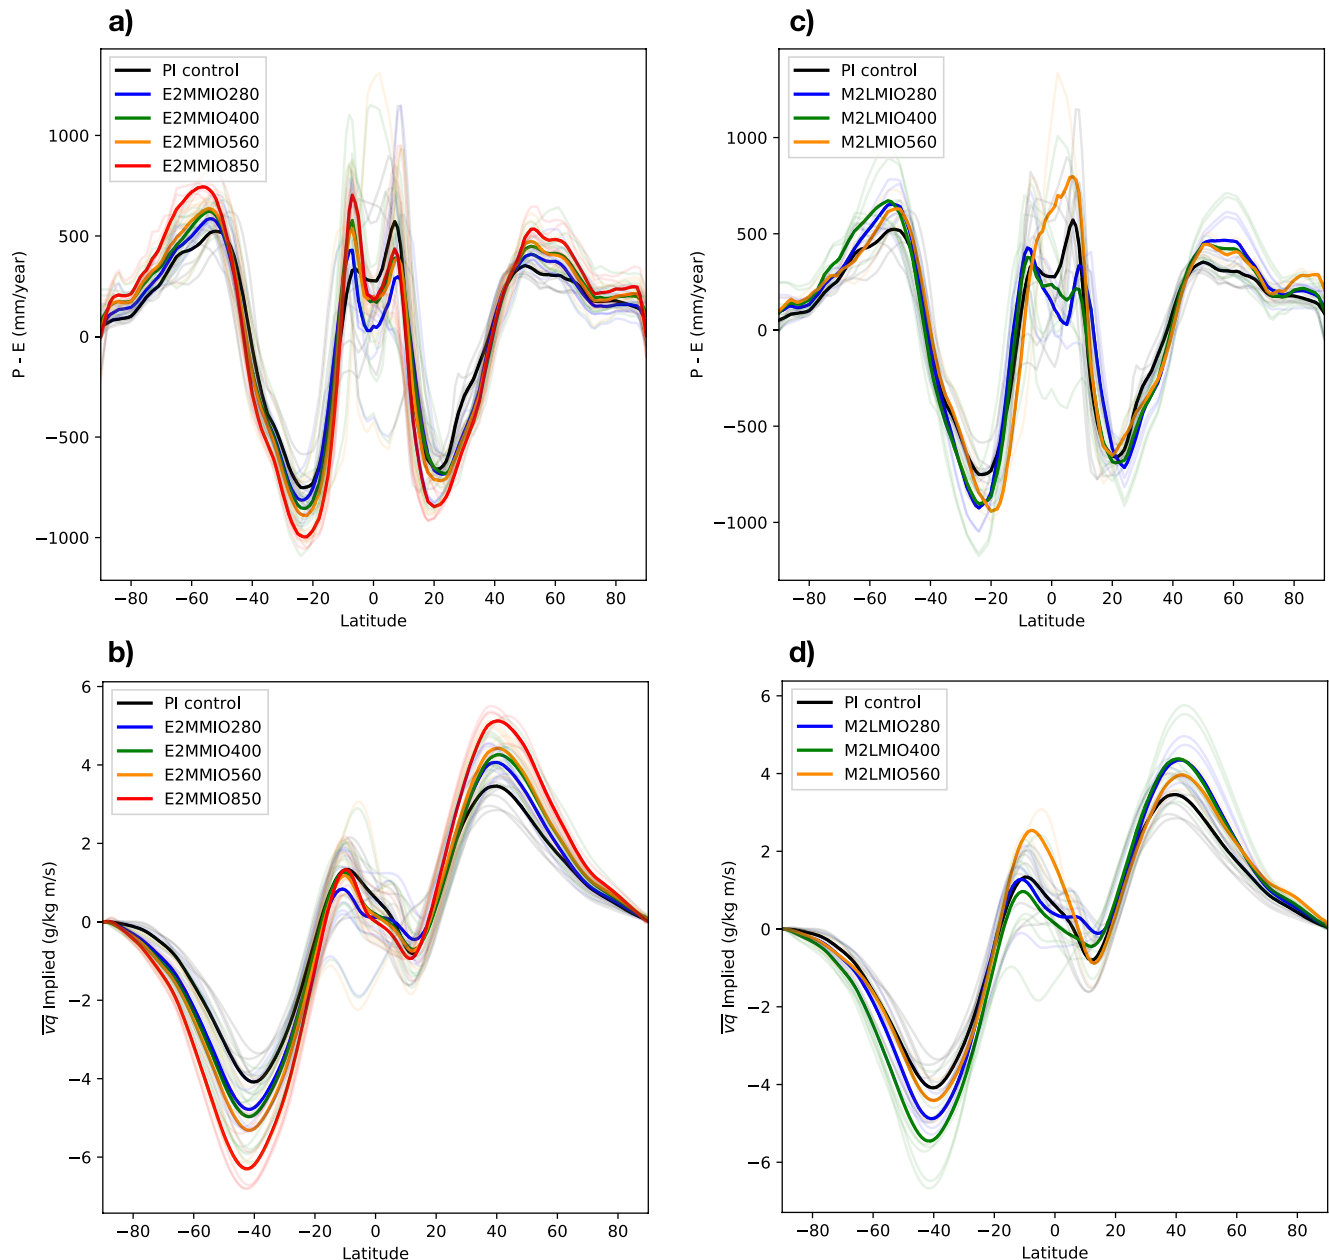 a)
PI control
E2MMIO280
E2MMIO400
E2MMIO560
E2MMIO850
1000
500
0
−500
−1000
P - E (mm/year)
−80 −60 −40 −20 0 20 40 60 80
Latitude
c)
PI control
M2LMIO280
M2LMIO400
M2LMIO560
1000
500
0
−500
−1000
P - E (mm/year)
−80 −60 −40 −20 0 20 40 60 80
Latitude
b)
PI control
E2MMIO280
E2MMIO400
E2MMIO560
E2MMIO850
6
4
2
0
−2
−4
−6
vq Implied (g/kg m/s)
−80 −60 −40 −20 0 20 40 60 80
Latitude
d)
PI control
M2LMIO280
M2LMIO400
M2LMIO560
6
4
2
0
−2
−4
−6
vq Implied (g/kg m/s)
−80 −60 −40 −20 0 20 40 60 80
Latitude